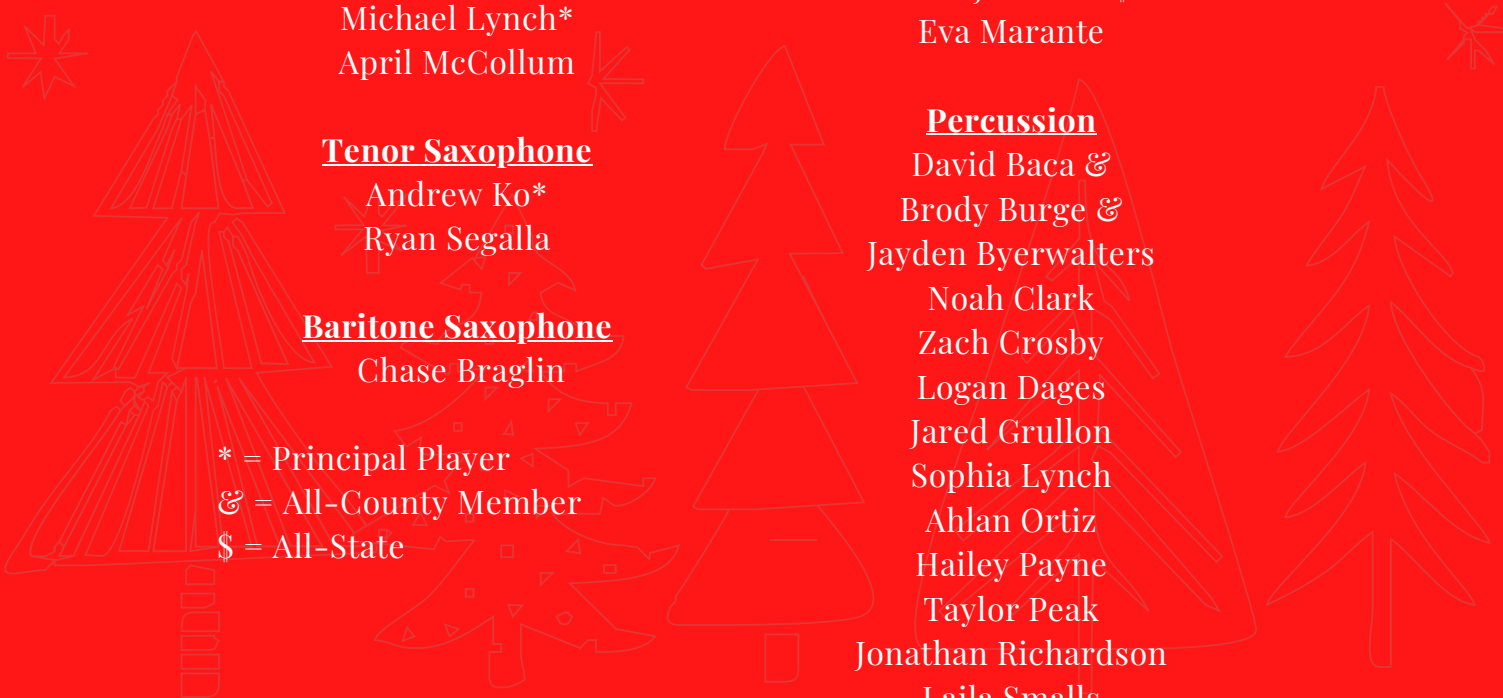 Michael Lynch*
April McCollum
Tenor Saxophone
Andrew Ko*
Ryan Segalla
Baritone Saxophone
Chase Braglin
* = Principal Player
& = All-County Member
$ = All-State
Eva Marante
Percussion
David Baca &
Brody Burge &
Jayden Byerwalters
Noah Clark
Zach Crosby
Logan Dages
Jared Grullon
Sophia Lynch
Ahlan Ortiz
Hailey Payne
Taylor Peak
Jonathan Richardson
Laila Smalls